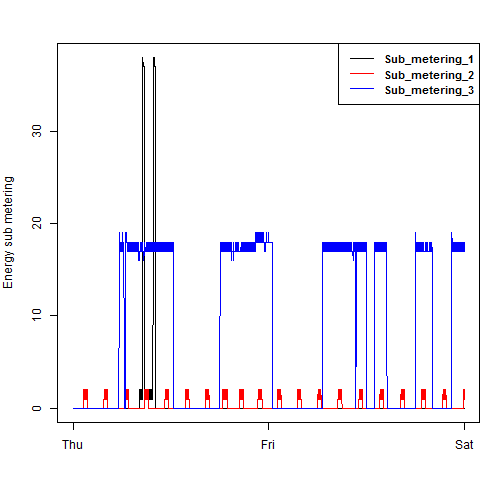 Sub_metering_1
Sub_metering_2
Sub_metering_3
Energy sub metering
30
20
10
0
Thu
Fri
Sat